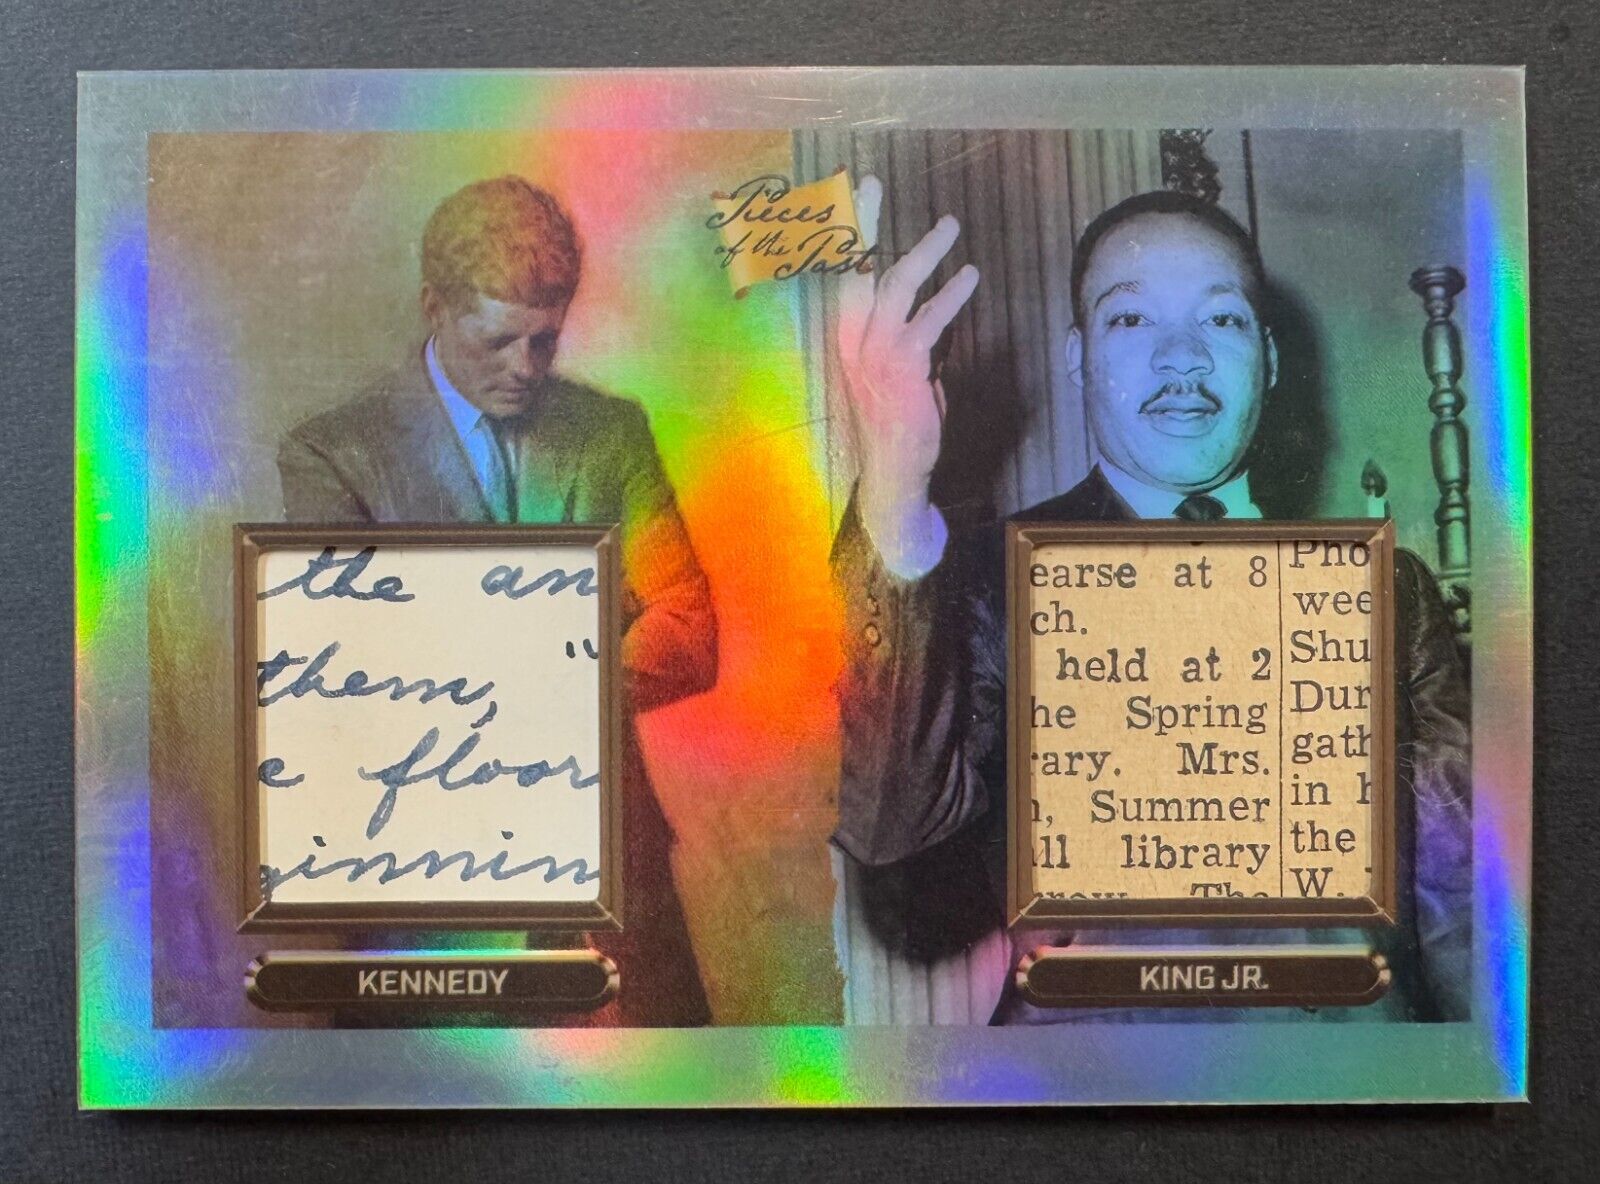 Pieces
of the
Past
the an
them, "
c floor
ginnin
KENNEDY
earse at 8
ch.
held at 2
he Spring
rary. Mrs.
, Summer
all library
Pho
wee
Shu
Dur
gath
in h
the
W.
KING JR.